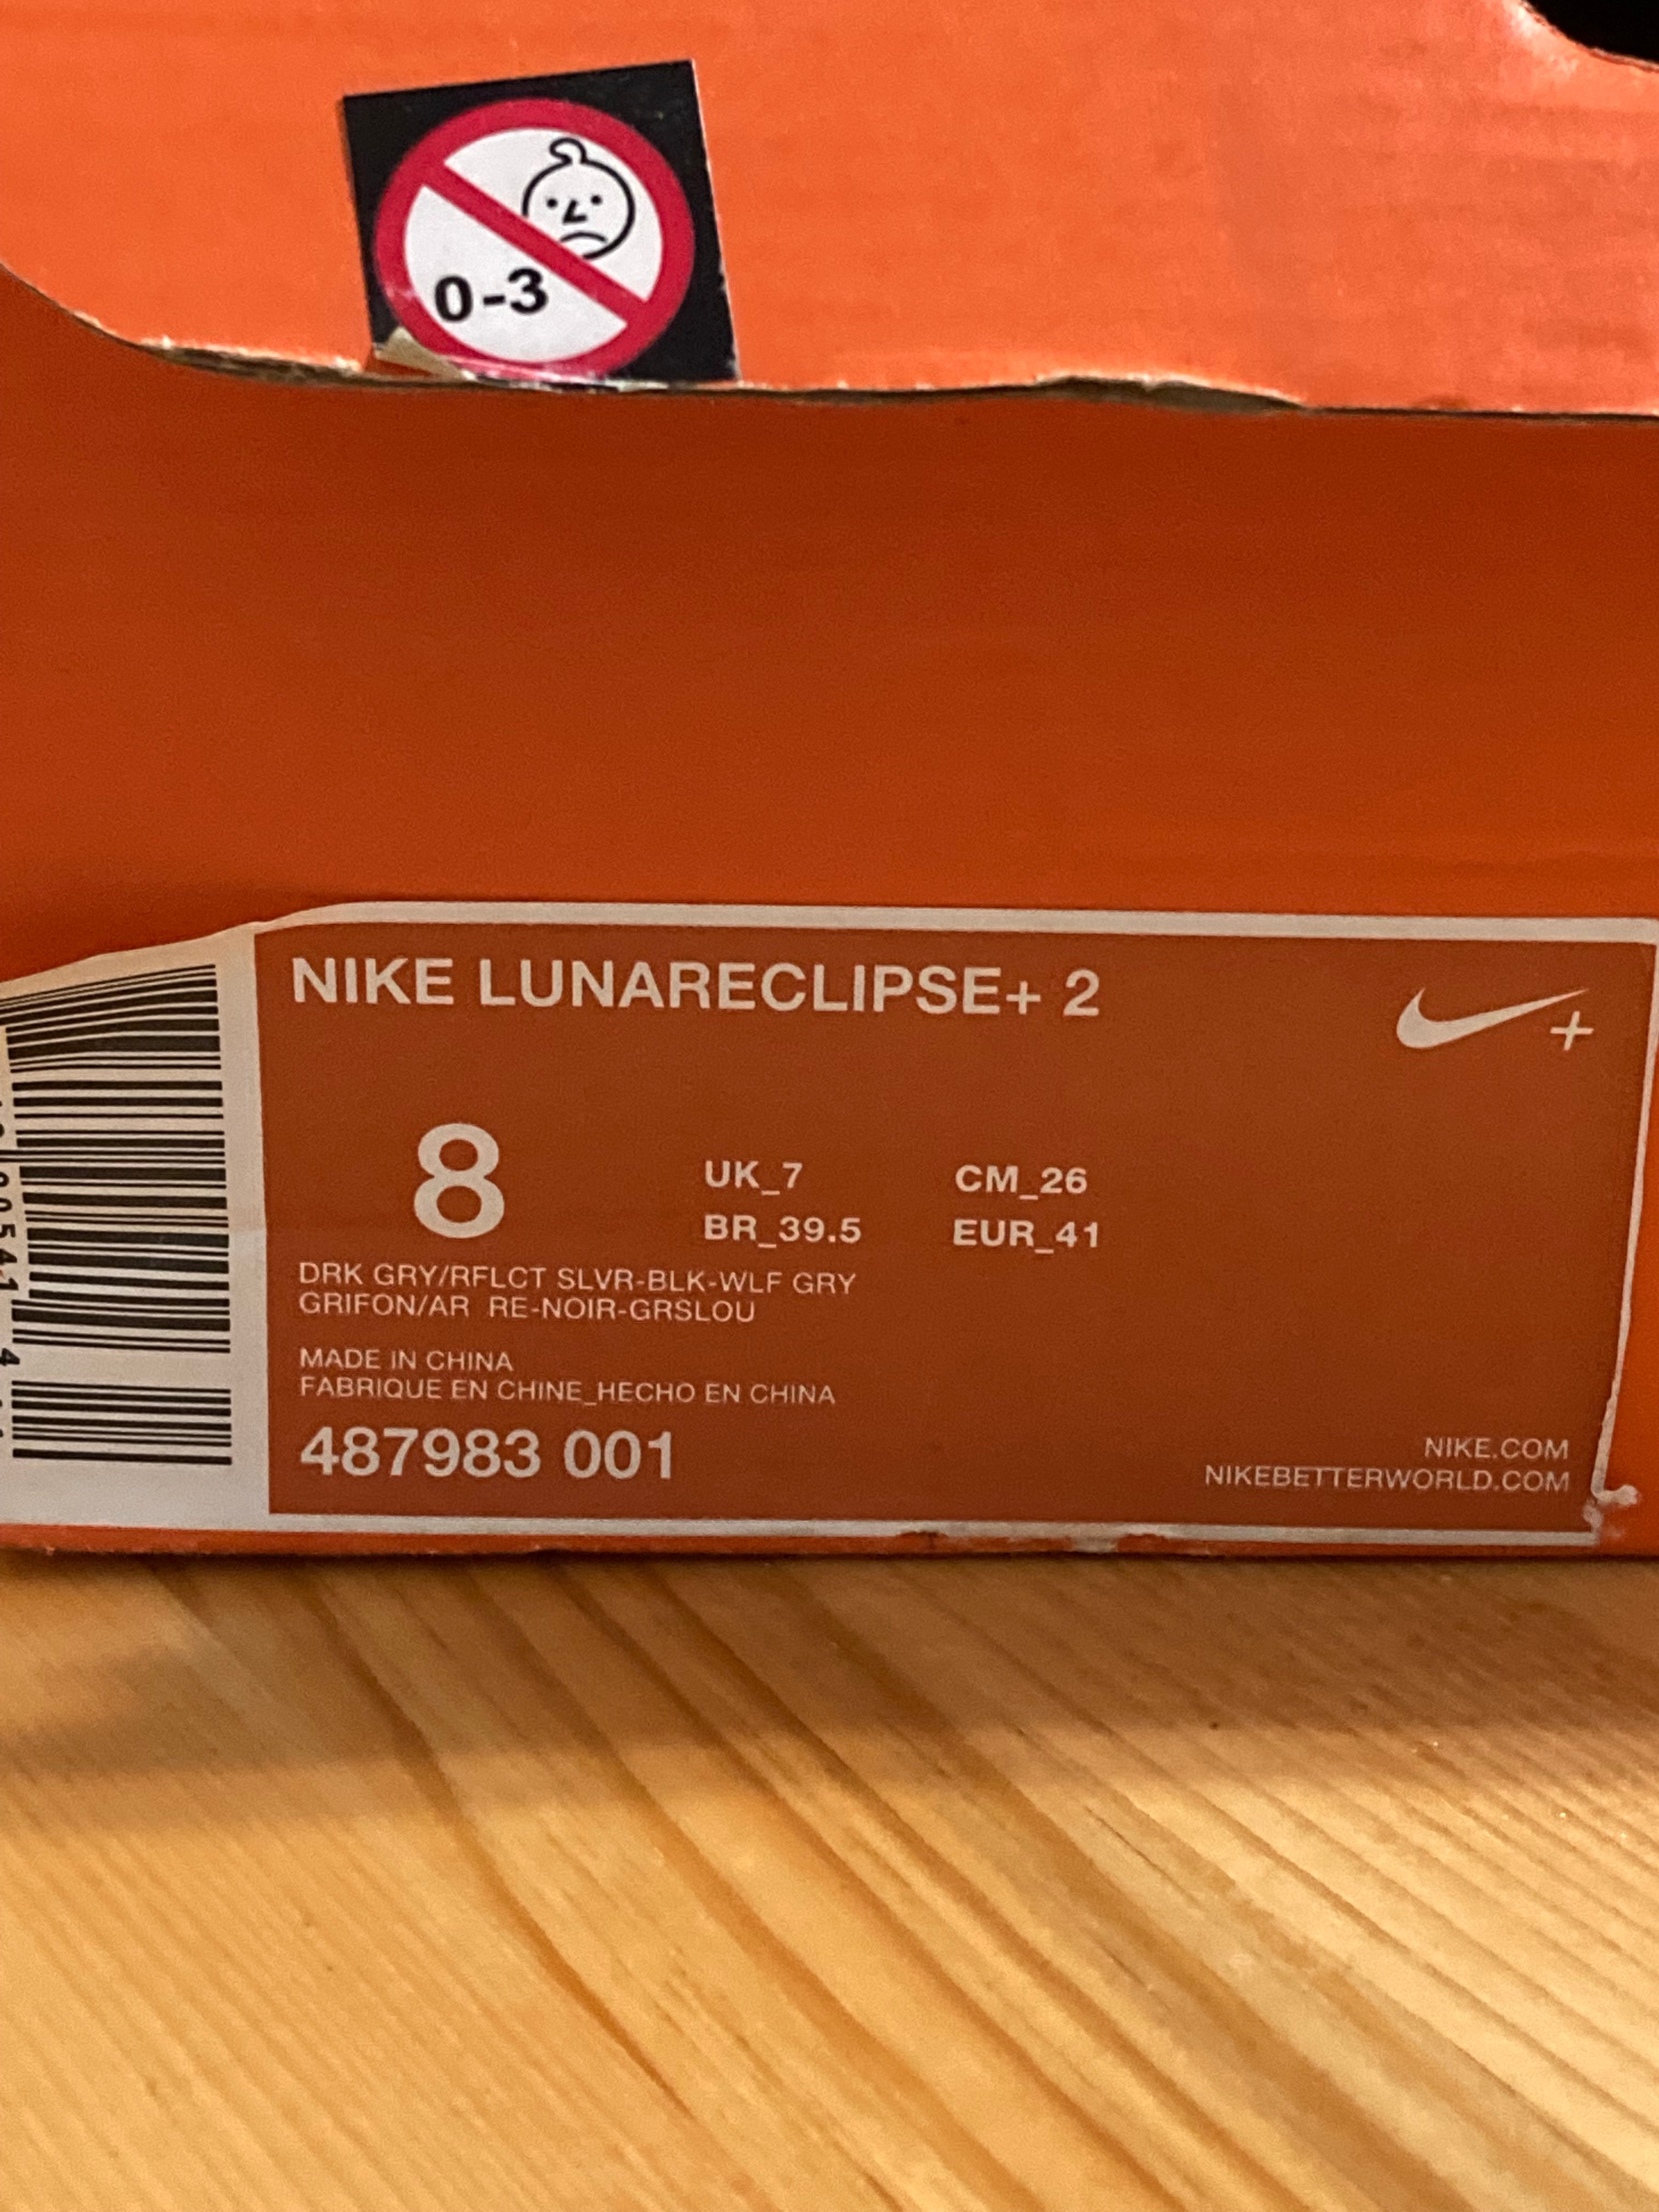 0-3
NIKE LUNARECLIPSE+ 2
8
UK_7 CM_26
BR_39.5 EUR_41
DRK GRY/RFLCT SLVR-BLK-WLF GRY
GRIFON/AR  RE-NOIR-GRSLOU
MADE IN CHINA
FABRIQUE EN CHINE_HECHO EN CHINA
487983 001
NIKE.COM
NIKEBETTERWORLD.COM